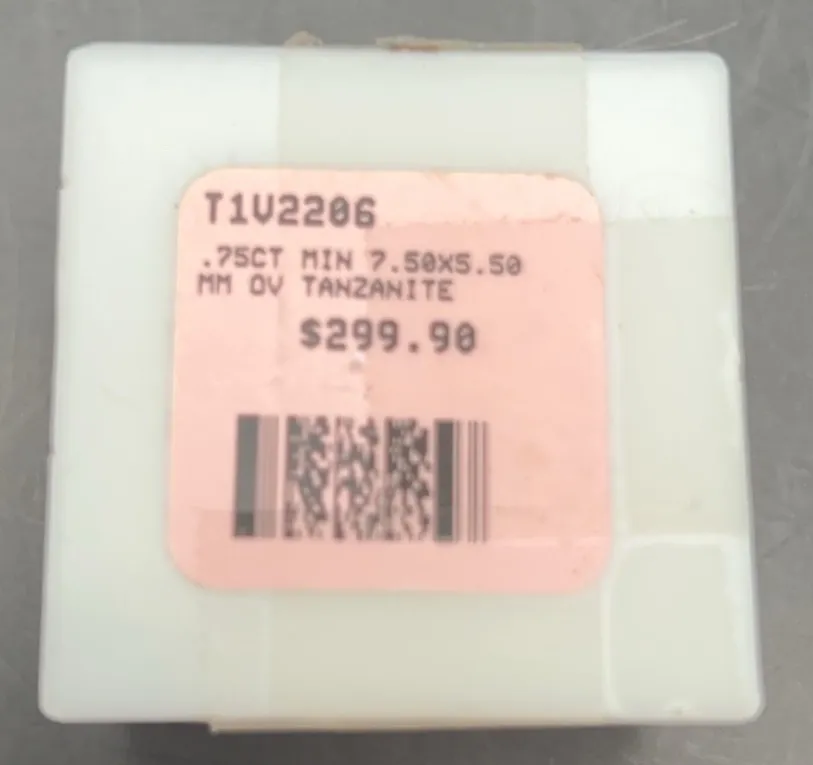 T1V2206
.75CT MIN 7.50X5.50
MM OV TANZANITE
$299.90